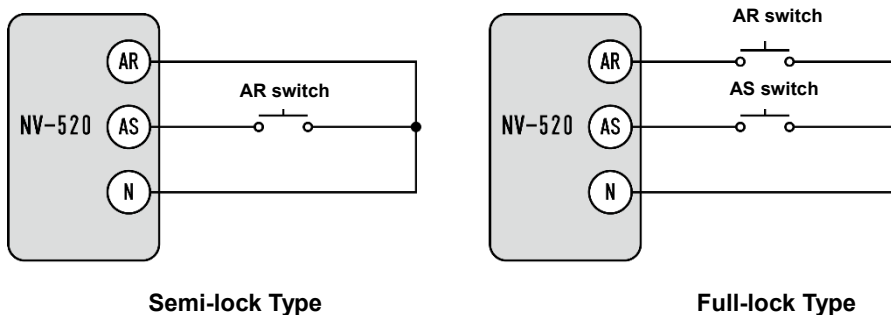 AR
AR switch
NV-520
AS
N
Semi-lock Type
AR switch
AR
AS switch
NV-520
AS
N
Full-lock Type